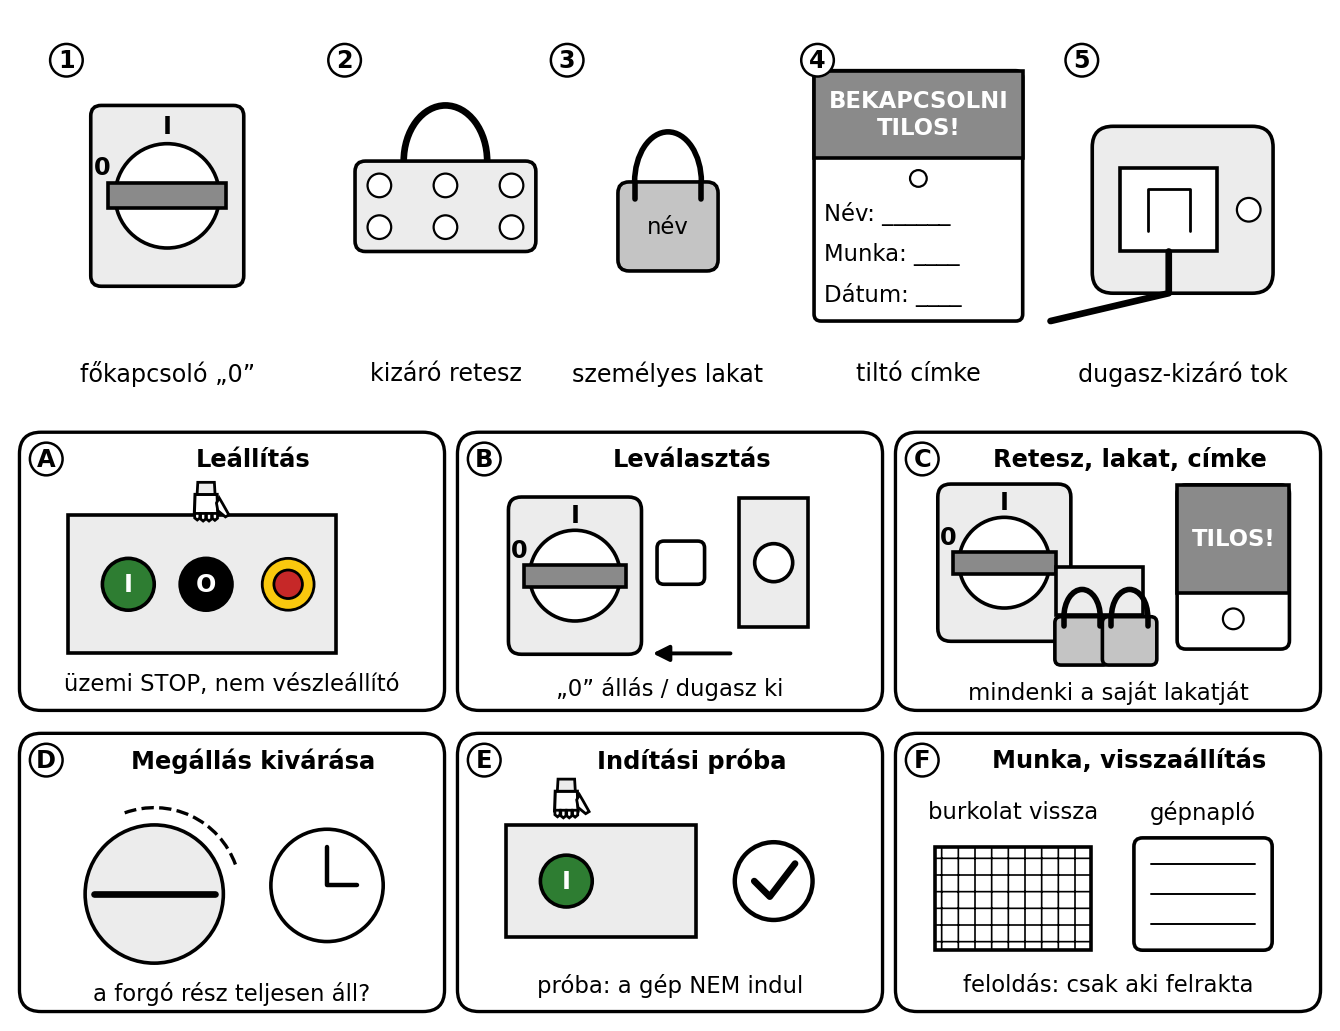 1
2
3
4
5
I
0
név
BEKAPCSOLNI
TILOS!
Név: ______
Munka: ____
Dátum: ____
főkapcsoló „0”
kizáró retesz
személyes lakat
tiltó címke
dugasz-kizáró tok
A
Leállítás
I
O
üzemi STOP, nem vészleállító
B
Leválasztás
I
0
„0” állás / dugasz ki
C
Retesz, lakat, címke
I
0
TILOS!
mindenki a saját lakatját
D
Megállás kivárása
a forgó rész teljesen áll?
E
Indítási próba
I
próba: a gép NEM indul
F
Munka, visszaállítás
burkolat vissza
gépnapló
feloldás: csak aki felrakta